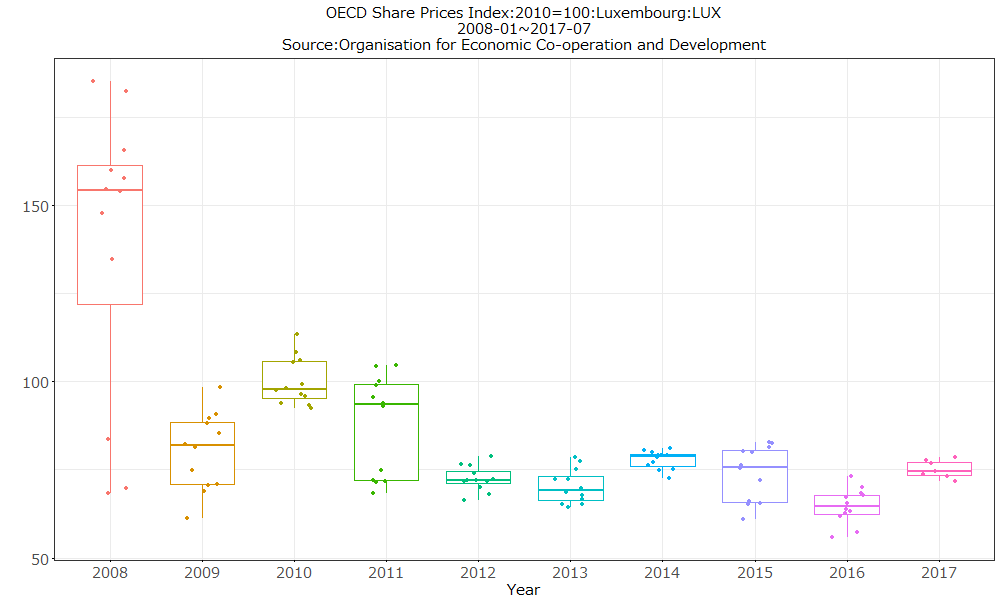 OECD Share Prices Index:2010=100:Luxembourg:LUX
2008-01~2017-07
Source:Organisation for Economic Co-operation and Development
150
100
50
2008 2009 2010 2011 2012 2013 2014 2015 2016 2017
Year